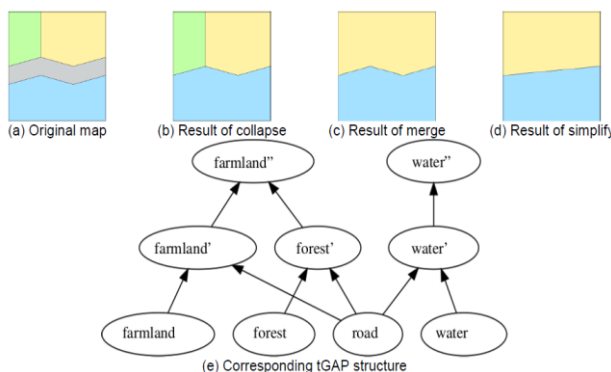 (a) Original map
(b) Result of collapse
(c) Result of merge
(d) Result of simplify
farmland”
water”
farmland’
forest’
water’
farmland
forest
road
water
(e) Corresponding tGAP structure